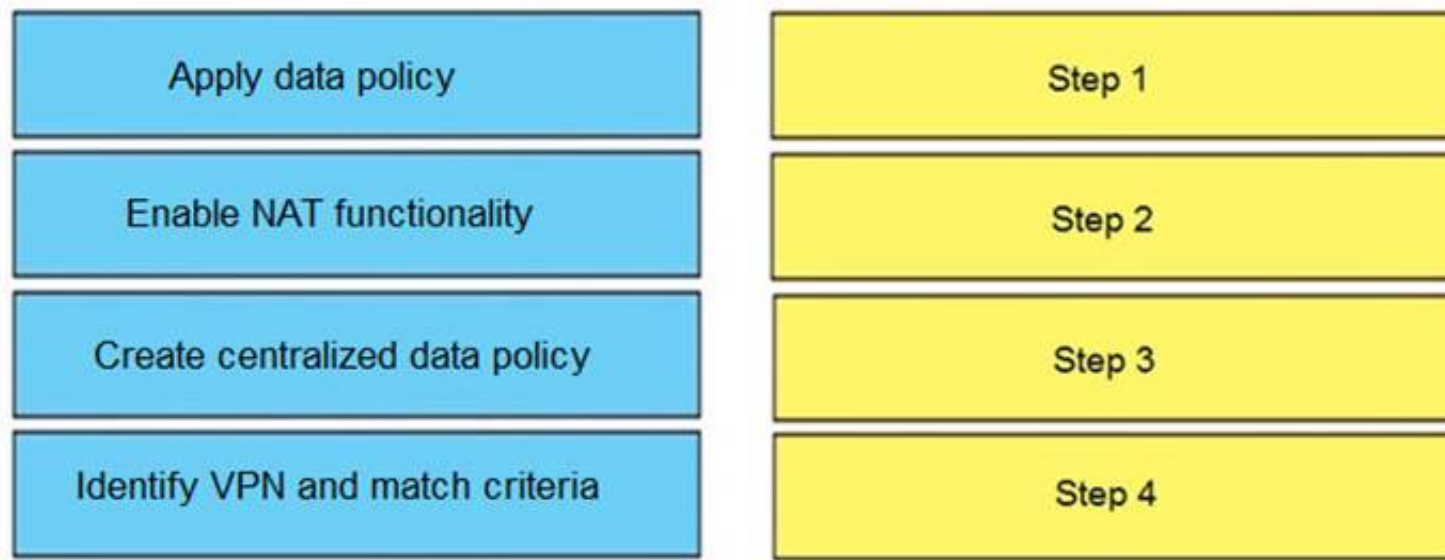 Apply data policy
Step 1
Enable NAT functionality
Step 2
Create centralized data policy
Step 3
Identify VPN and match criteria
Step 4